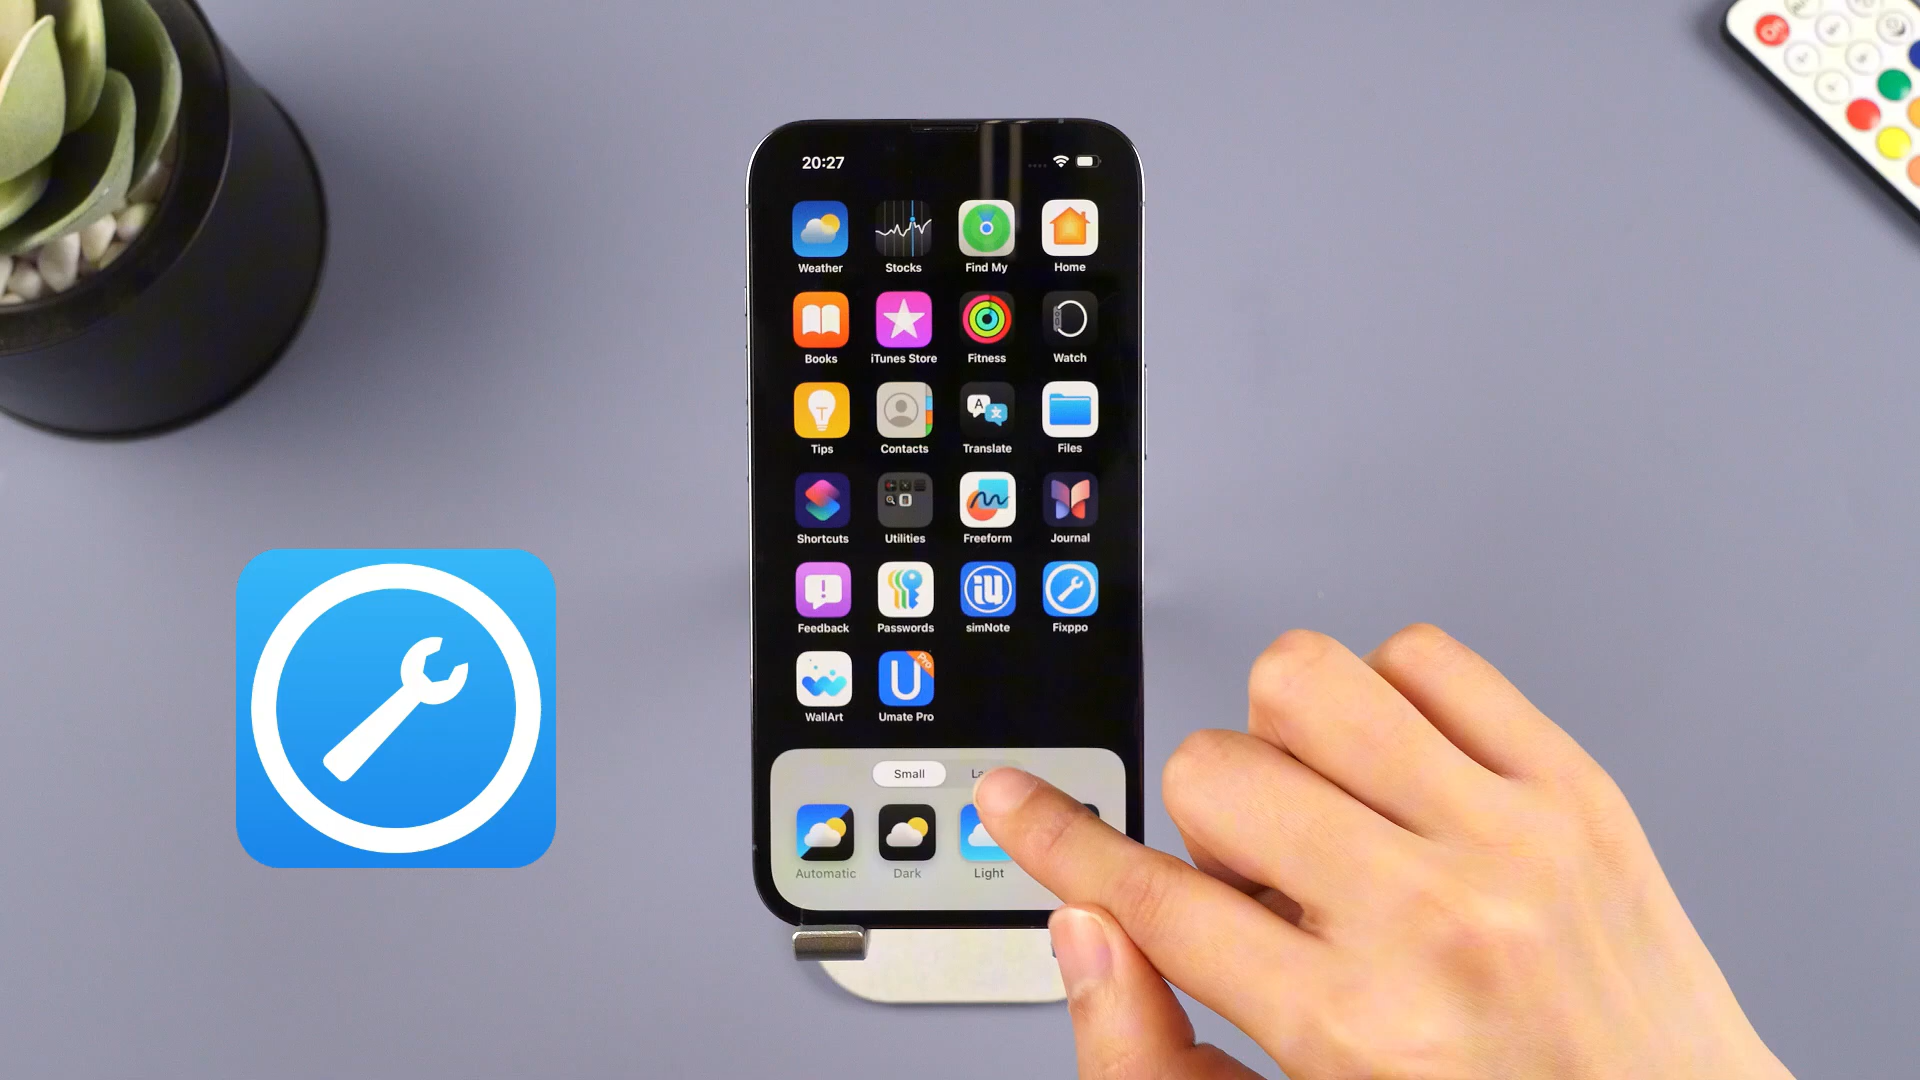 20:27
Weather Stocks Find My Home
Books iTunes Store Fitness Watch
Tips Contacts Translate Files
Shortcuts Utilities Freeform Journal
Feedback Passwords simNote Fixppo
Pro
U
WallArt Umate Pro
Small
Automatic Dark Light